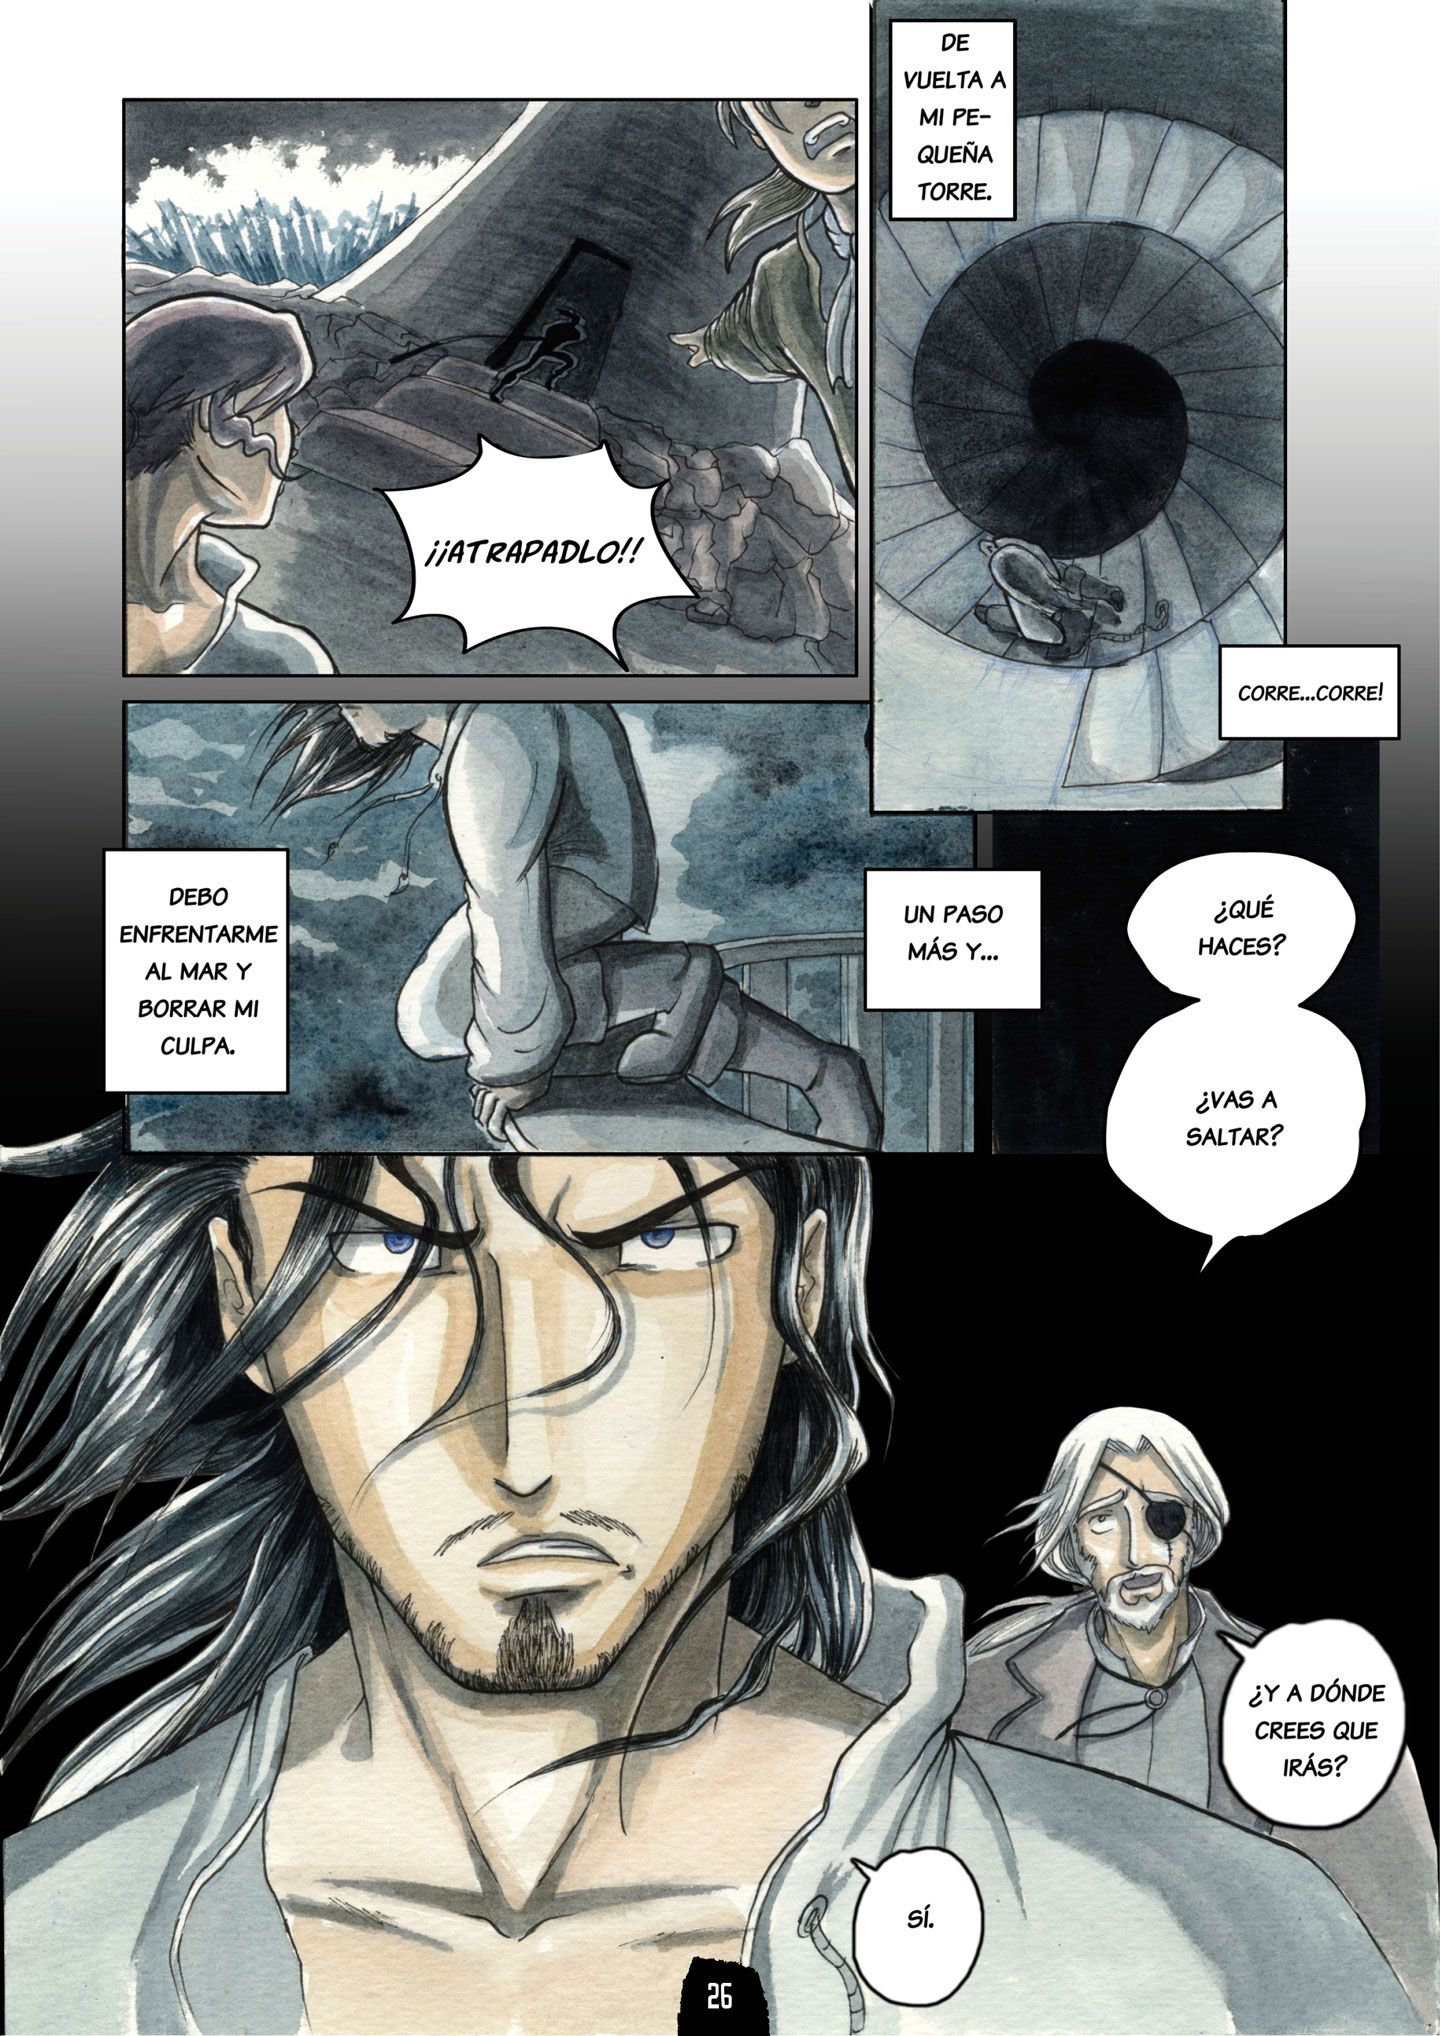 ¡¡ATRAPADLO!!
DE
VUELTA A
MI PE-
QUEÑA
TORRE.
CORRE...CORRE!
DEBO
ENFRENTARME
AL MAR Y
BORRAR MI
CULPA.
UN PASO
MÁS Y...
¿QUÉ
HACES?
¿VAS A
SALTAR?
¿Y A DÓNDE
CREES QUE
IRÁS?
SÍ.
26